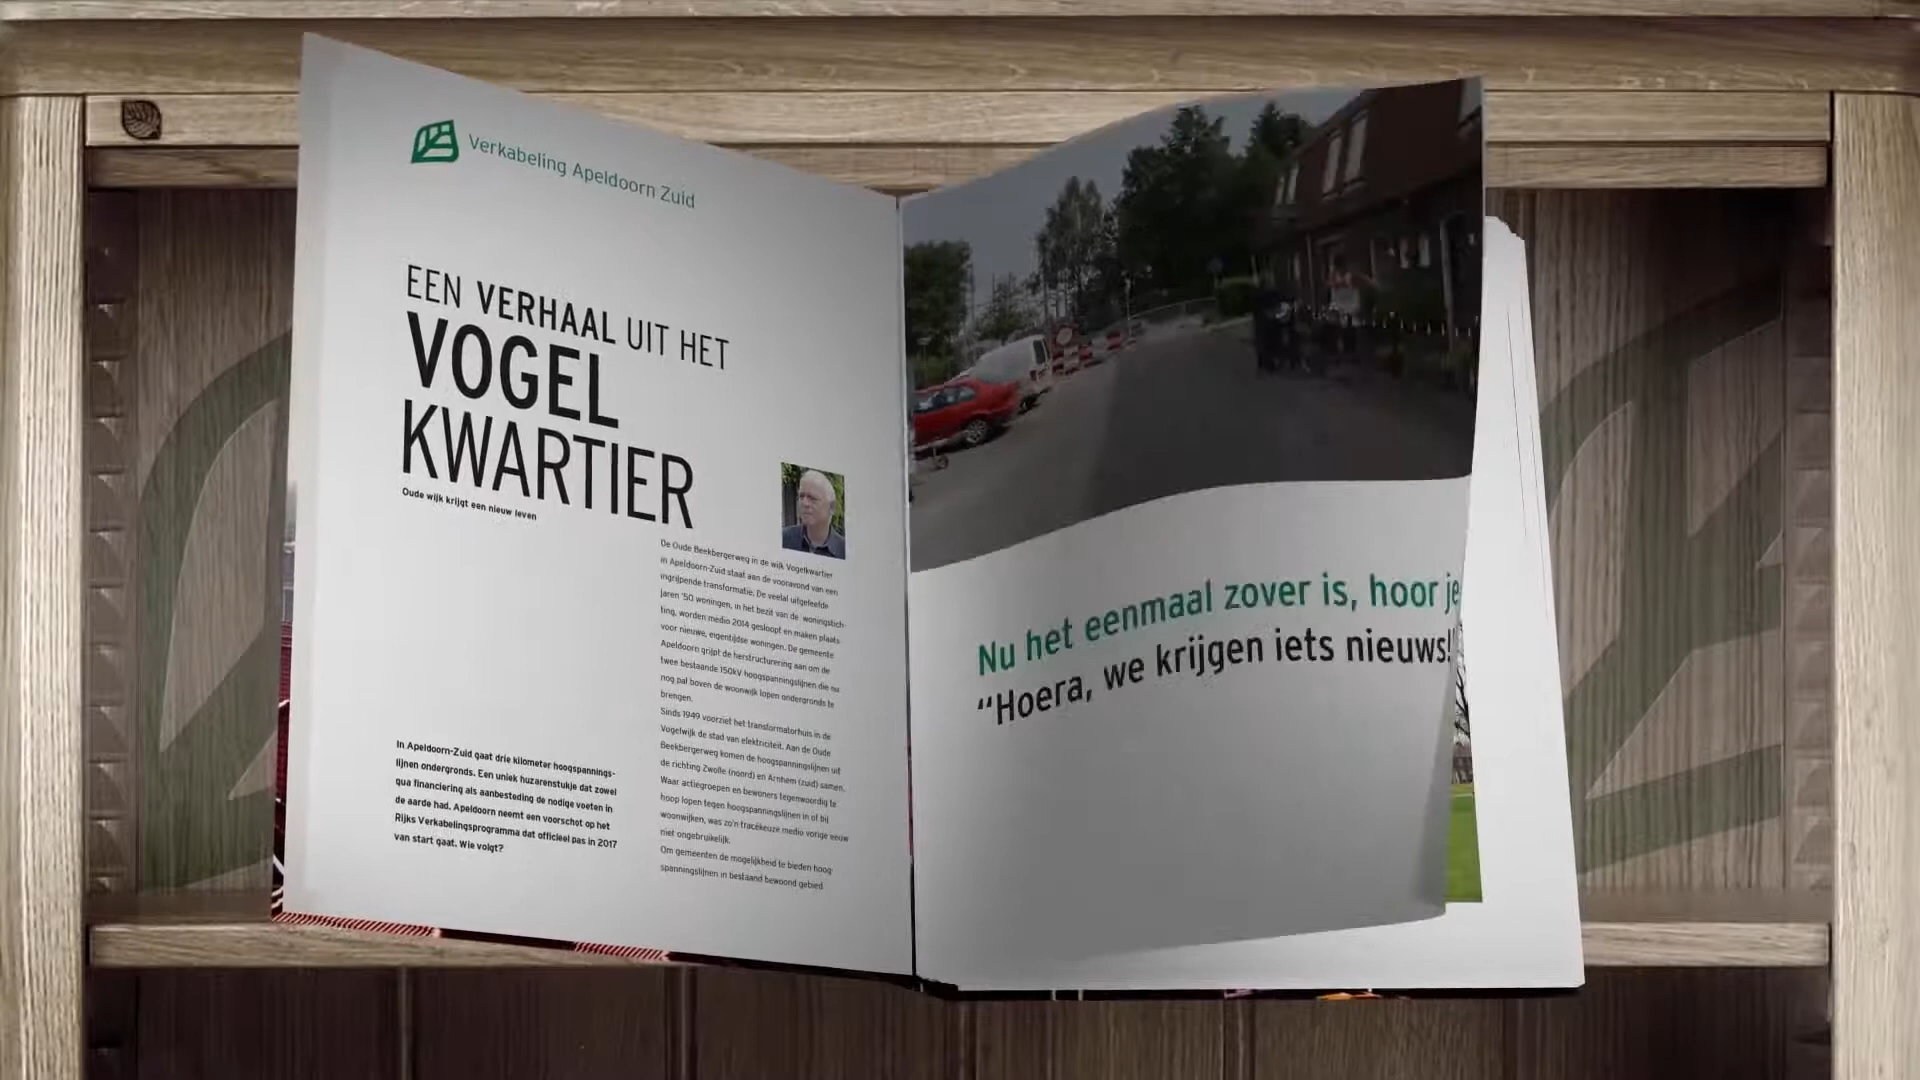 Verkabeling Apeldoorn Zuid
EEN VERHAAL UIT HET
VOGEL
KWARTIER
Oude wijk krijgt een nieuw leven
In Apeldoorn-Zuid gaat drie kilometer hoogspannings-
lijnen ondergronds. Een uniek huzarenstukje dat zowel
qua financiering als aanbesteding de nodige voeten in
de aarde had. Apeldoorn neemt een voorschot op het
Rijks Verkabelingsprogramma dat officieel pas in 2017
van start gaat. Wie volgt?
De Oude Beekbergerweg in de wijk Vogelkwartier
in Apeldoorn-Zuid staat aan de vooravond van een
ingrijpende transformatie. De veelal uitgeleefde
jaren '50 woningen, in het bezit van de woningstich-
ting, worden medio 2014 gesloopt en maken plaats
voor nieuwe, eigentijdse woningen. De gemeente
Apeldoorn grijpt de herstructurering aan om de
twee bestaande 150kV hoogspanningslijnen die nu
nog pal boven de woonwijk lopen ondergronds te
brengen.
Sinds 1949 voorziet het transformatorhuis in de
Vogelwijk de stad van elektriciteit. Aan de Oude
Beekbergerweg komen de hoogspanningslijnen uit
de richting Zwolle (noord) en Arnhem (zuid) samen.
Waar actiegroepen en bewoners tegenwoordig te
hoop lopen tegen hoogspanningslijnen in of bij
woonwijken, was zo'n tracékeuze medio vorige eeuw
niet ongebruikelijk.
Om gemeenten de mogelijkheid te bieden hoog-
spanningslijnen in bestaand bewoond gebied
Nu het eenmaal zover is, hoor je
“Hoera, we krijgen iets nieuws!